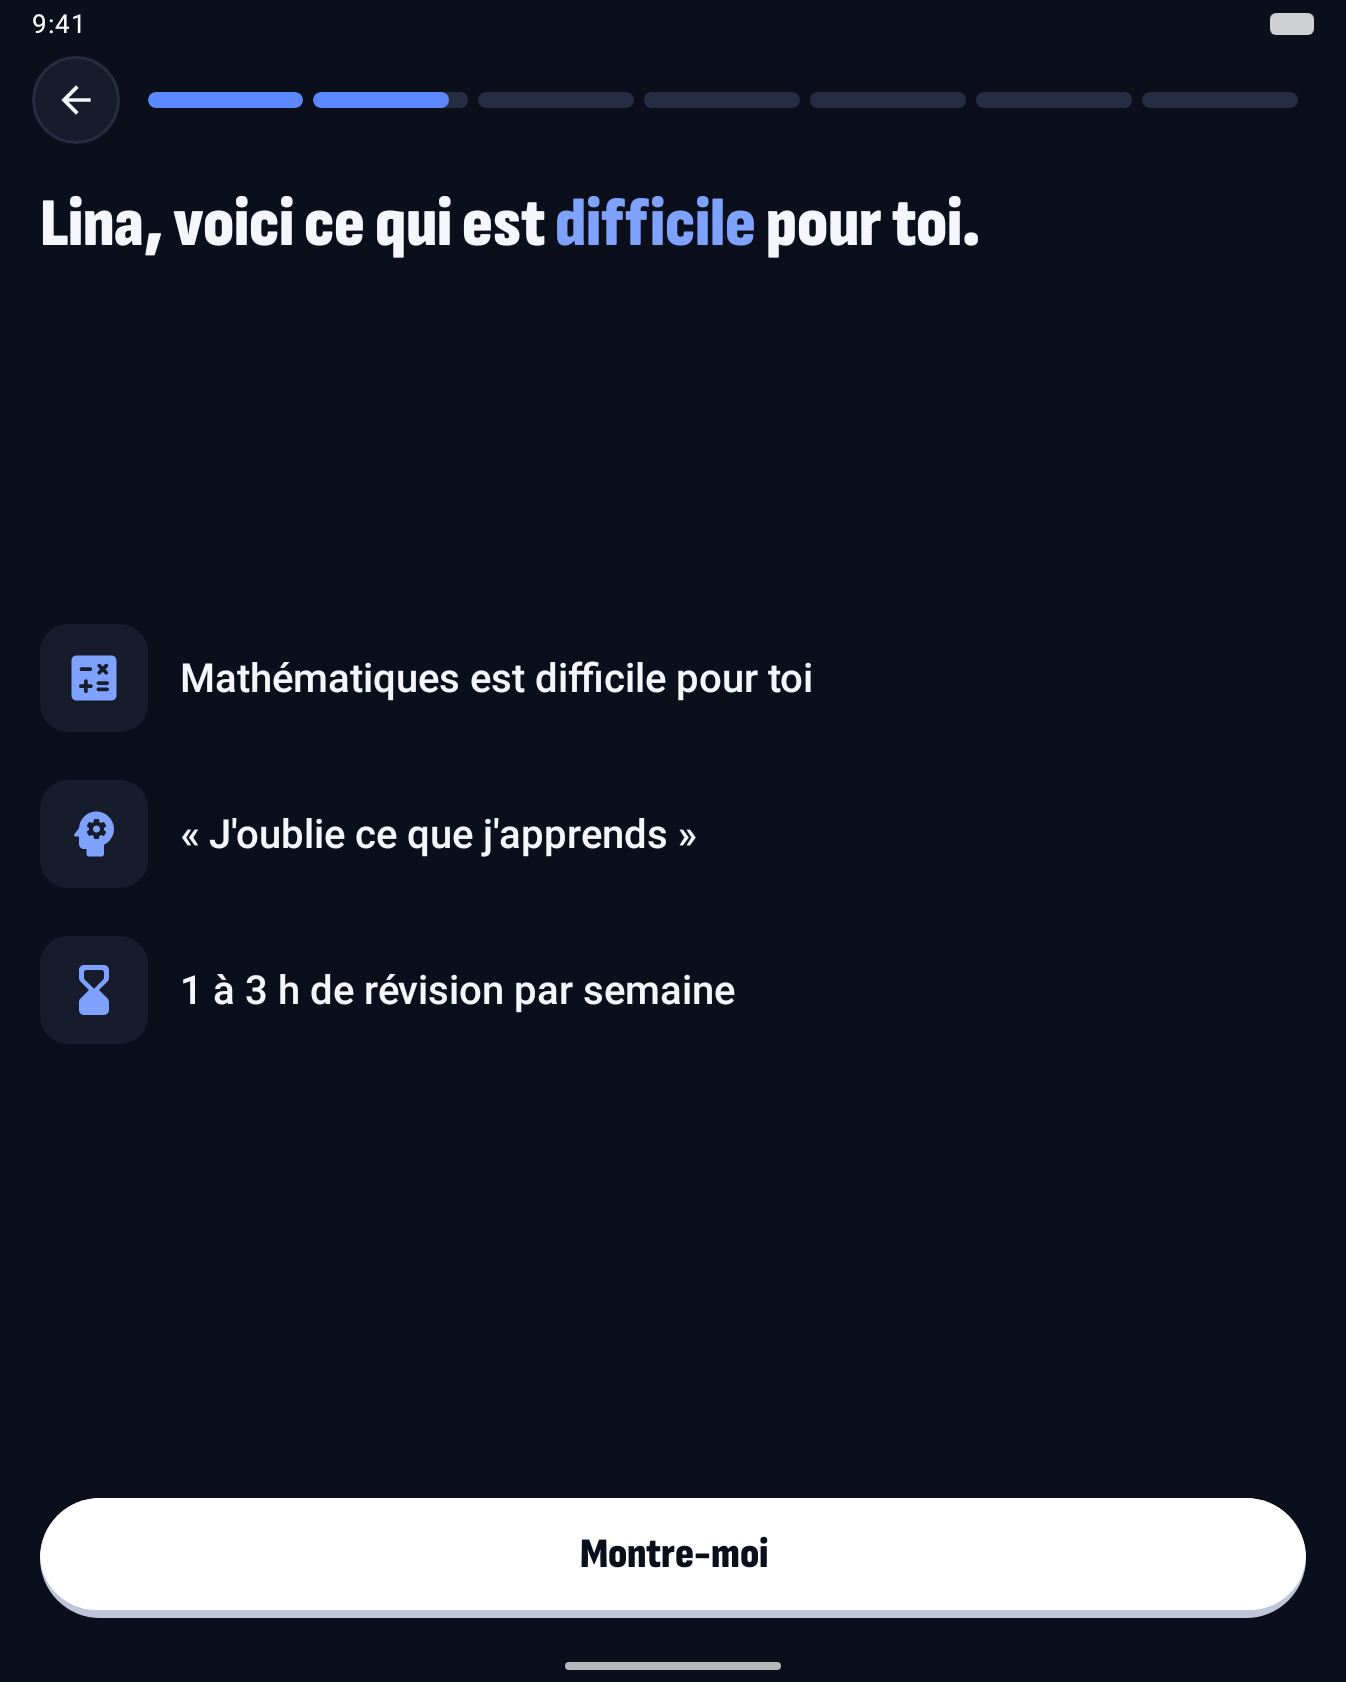 9:41
Lina, voici ce qui est difficile pour toi.
Mathématiques est difficile pour toi
« J'oublie ce que j'apprends »
1 à 3 h de révision par semaine
Montre-moi